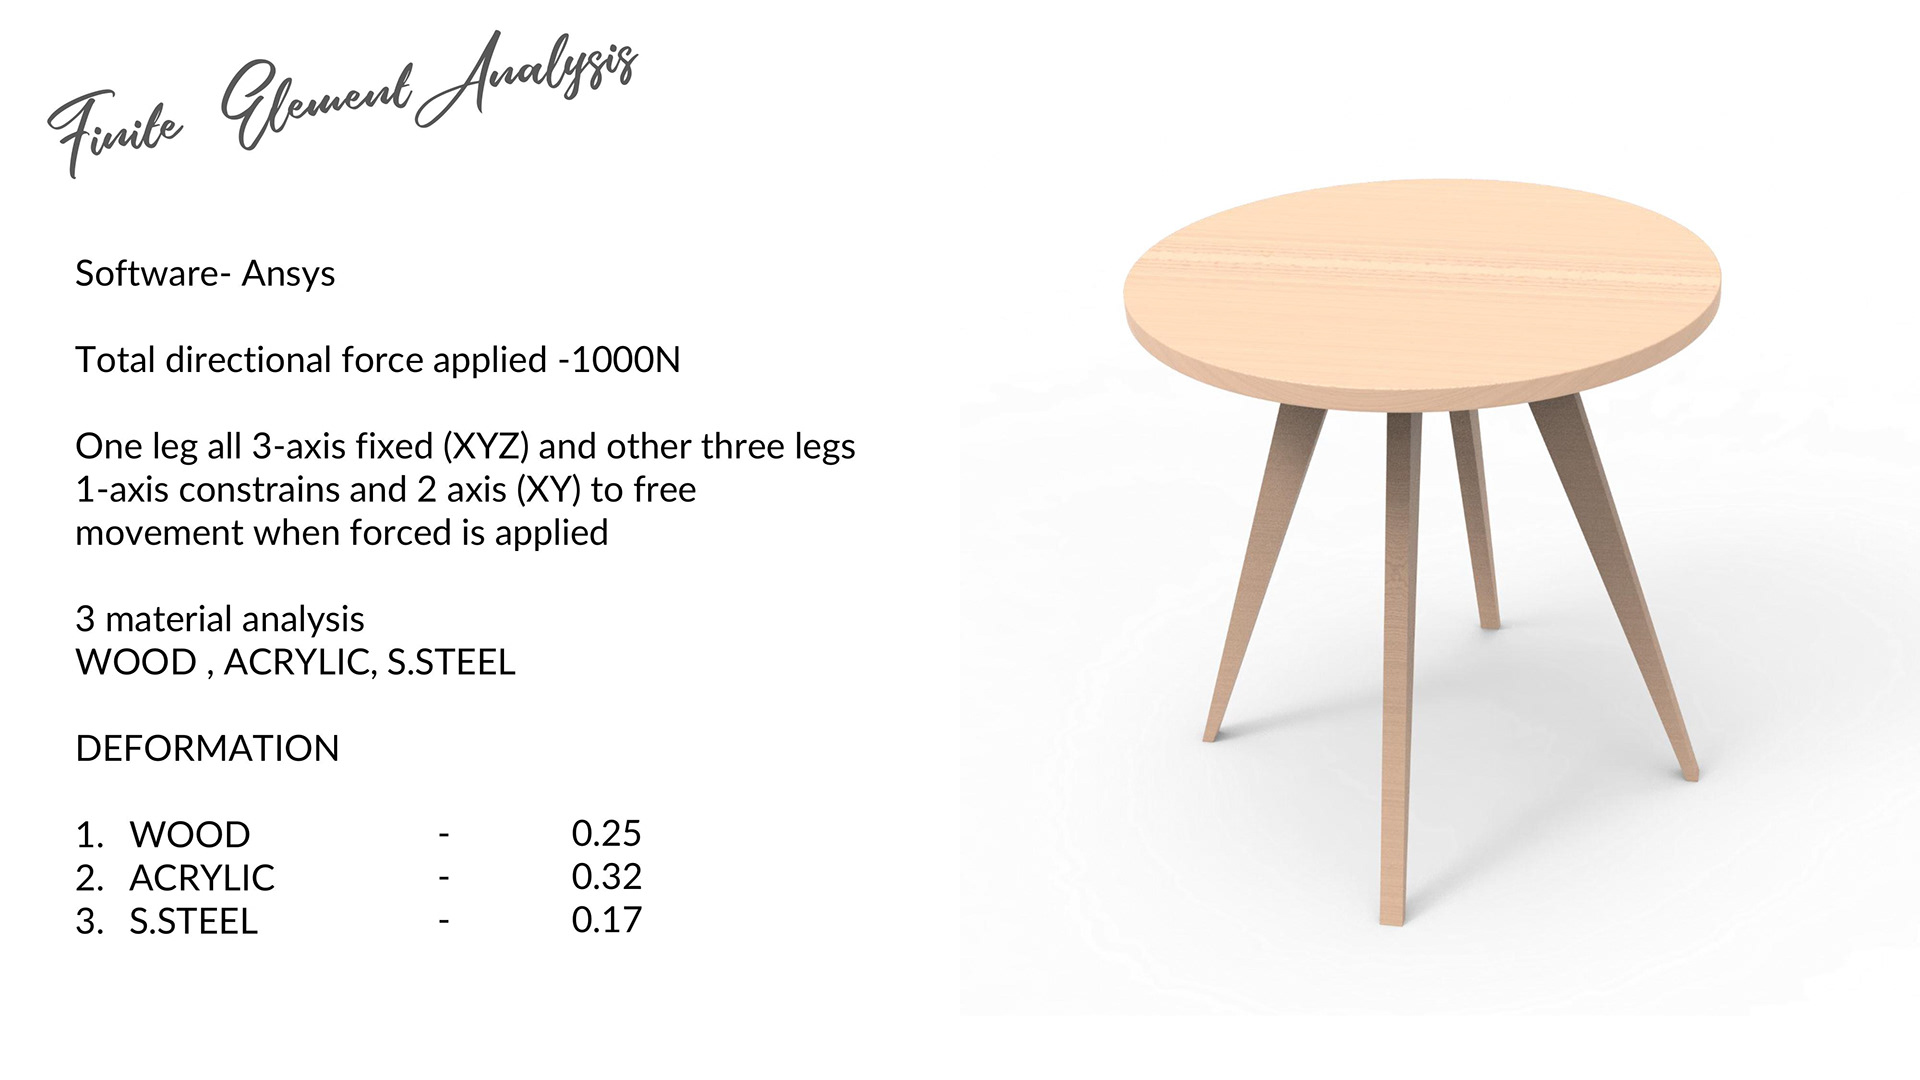 Finite Element Analysis
Software- Ansys
Total directional force applied -1000N
One leg all 3-axis fixed (XYZ) and other three legs
1-axis constrains and 2 axis (XY) to free
movement when forced is applied
3 material analysis
WOOD , ACRYLIC, S.STEEL
DEFORMATION
1. WOOD - 0.25
2. ACRYLIC - 0.32
3. S.STEEL - 0.17